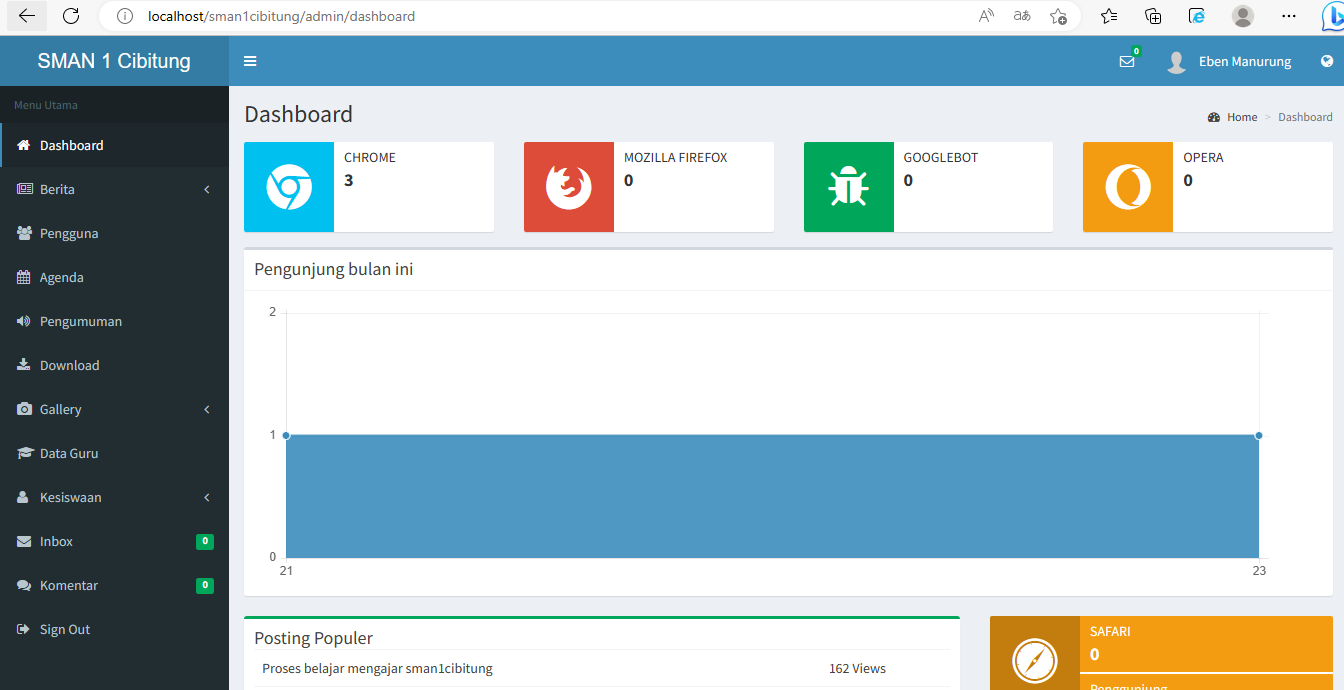 localhost/sman1cibitung/admin/dashboard
SMAN 1 Cibitung
0
Eben Manurung
Menu Utama
Dashboard
Berita
Pengguna
Agenda
Pengumuman
Download
Gallery
Data Guru
Kesiswaan
Inbox 0
Komentar 0
Sign Out
Dashboard
Home > Dashboard
CHROME
3
MOZILLA FIREFOX
0
GOOGLEBOT
0
OPERA
0
Pengunjung bulan ini
2
1
0
21 23
Posting Populer
Proses belajar mengajar sman1cibitung 162 Views
SAFARI
0
Pengunjung